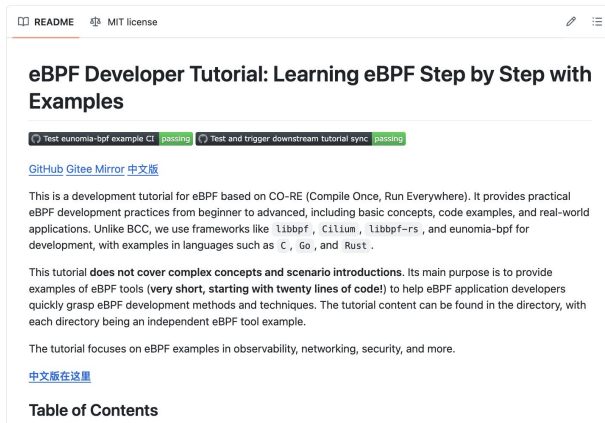 README MIT license
eBPF Developer Tutorial: Learning eBPF Step by Step with
Examples
Test eunomia-bpf example CI passing Test and trigger downstream tutorial sync passing
GitHub Gitee Mirror 中文版
This is a development tutorial for eBPF based on CO-RE (Compile Once, Run Everywhere). It provides practical
eBPF development practices from beginner to advanced, including basic concepts, code examples, and real-world
applications. Unlike BCC, we use frameworks like libbpf, Cilium, libbpf-rs, and eunomia-bpf for
development, with examples in languages such as C, Go, and Rust.
This tutorial does not cover complex concepts and scenario introductions. Its main purpose is to provide
examples of eBPF tools (very short, starting with twenty lines of code!) to help eBPF application developers
quickly grasp eBPF development methods and techniques. The tutorial content can be found in the directory, with
each directory being an independent eBPF tool example.
The tutorial focuses on eBPF examples in observability, networking, security, and more.
中文版在这里
Table of Contents